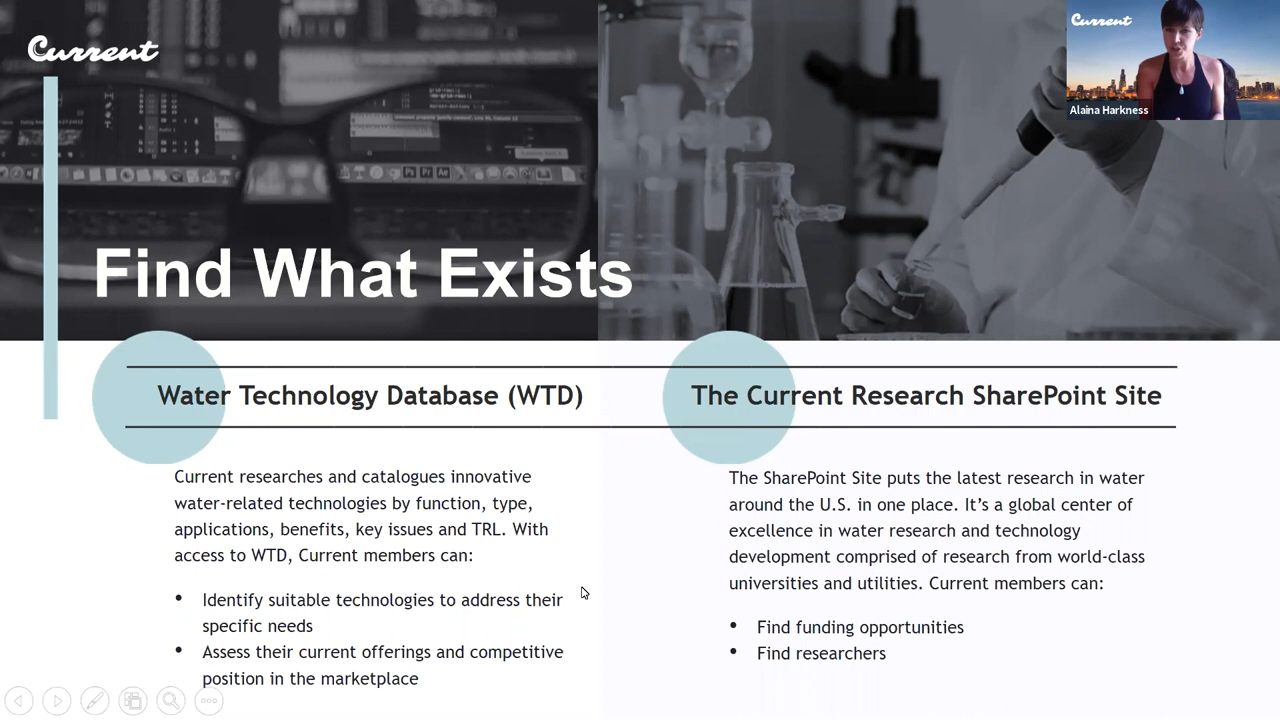 Current
Current
Alaina Harkness
Find What Exists
Water Technology Database (WTD)
Current researches and catalogues innovative
water-related technologies by function, type,
applications, benefits, key issues and TRL. With
access to WTD, Current members can:
• Identify suitable technologies to address their
specific needs
• Assess their current offerings and competitive
position in the marketplace
The Current Research SharePoint Site
The SharePoint Site puts the latest research in water
around the U.S. in one place. It’s a global center of
excellence in water research and technology
development comprised of research from world-class
universities and utilities. Current members can:
• Find funding opportunities
• Find researchers